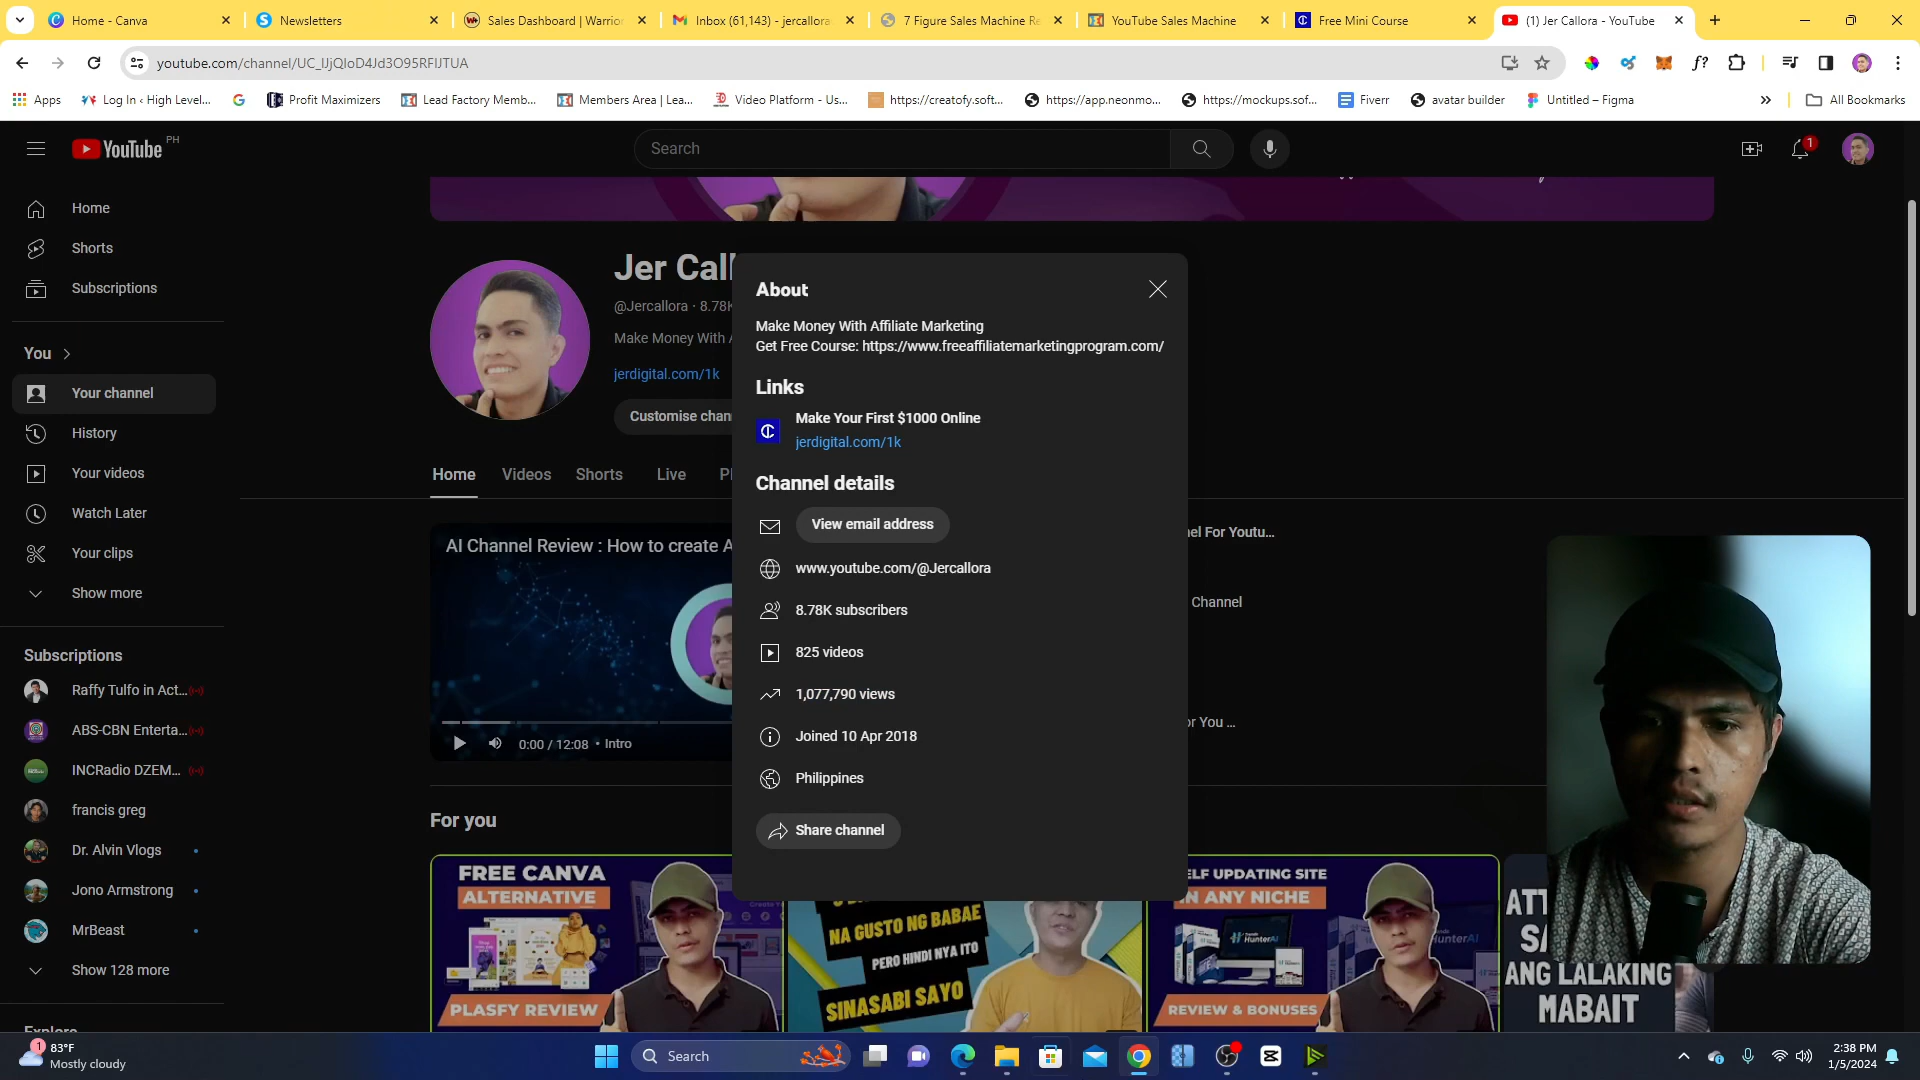 Home - Canva
Newsletters
Sales Dashboard | Warrior
Inbox (61,143) - jercallora
7 Figure Sales Machine Re
YouTube Sales Machine
Free Mini Course
(1) Jer Callora - YouTube
Apps
Log In ‹ High Level...
Profit Maximizers
Lead Factory Memb...
Members Area | Lea...
Video Platform - Us...
https://creatofy.soft...
https://app.neonmo...
https://mockups.sof...
Fiverr
avatar builder
Untitled – Figma
All Bookmarks
YouTube PH
Search
1
Home
Shorts
Subscriptions
You
Your channel
History
Your videos
Watch Later
Your clips
Show more
Subscriptions
Raffy Tulfo in Act...
ABS-CBN Enterta...
INCRadio DZEM...
francis greg
Dr. Alvin Vlogs
Jono Armstrong
MrBeast
Show 128 more
Explore
Jer Call
@Jercallora · 8.78K
Make Money With A
jerdigital.com/1k
Customise chan
Home
Videos
Shorts
Live
AI Channel Review : How to create A
0:00 / 12:08 • Intro
About
Make Money With Affiliate Marketing
Get Free Course: https://www.freeaffiliatemarketingprogram.com/
Links
Make Your First $1000 Online
jerdigital.com/1k
Channel details
View email address
www.youtube.com/@Jercallora
8.78K subscribers
825 videos
1,077,790 views
Joined 10 Apr 2018
Philippines
Share channel
nel For Youtu...
Channel
or You ...
For you
FREE CANVA
ALTERNATIVE
PLASFY REVIEW
NA GUSTO NG BABAE
PERO HINDI NYA ITO
SINASABI SAYO
ELF UPDATING SITE
IN ANY NICHE
HunterAI
REVIEW & BONUSES
ANG LALAKING
MABAIT
1
83°F
Mostly cloudy
Search
2:38 PM
1/5/2024